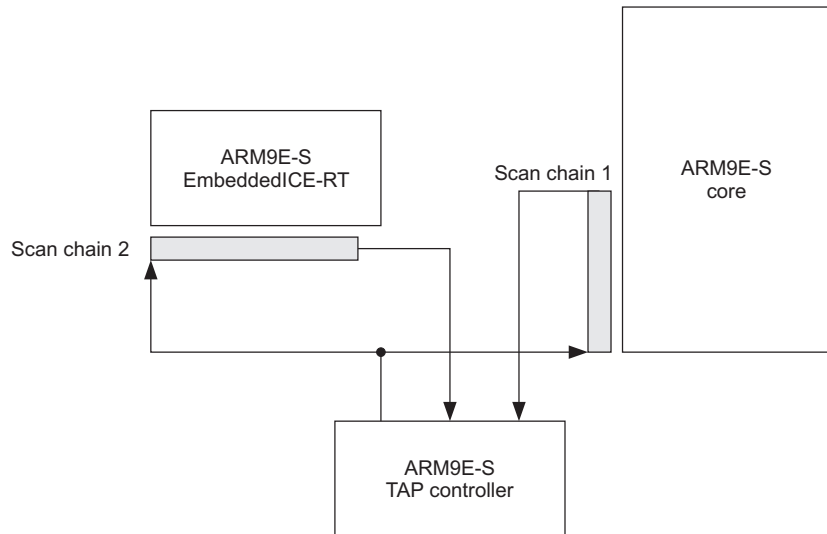 ARM9E-S
EmbeddedICE-RT
Scan chain 1
ARM9E-S
core
Scan chain 2
ARM9E-S
TAP controller